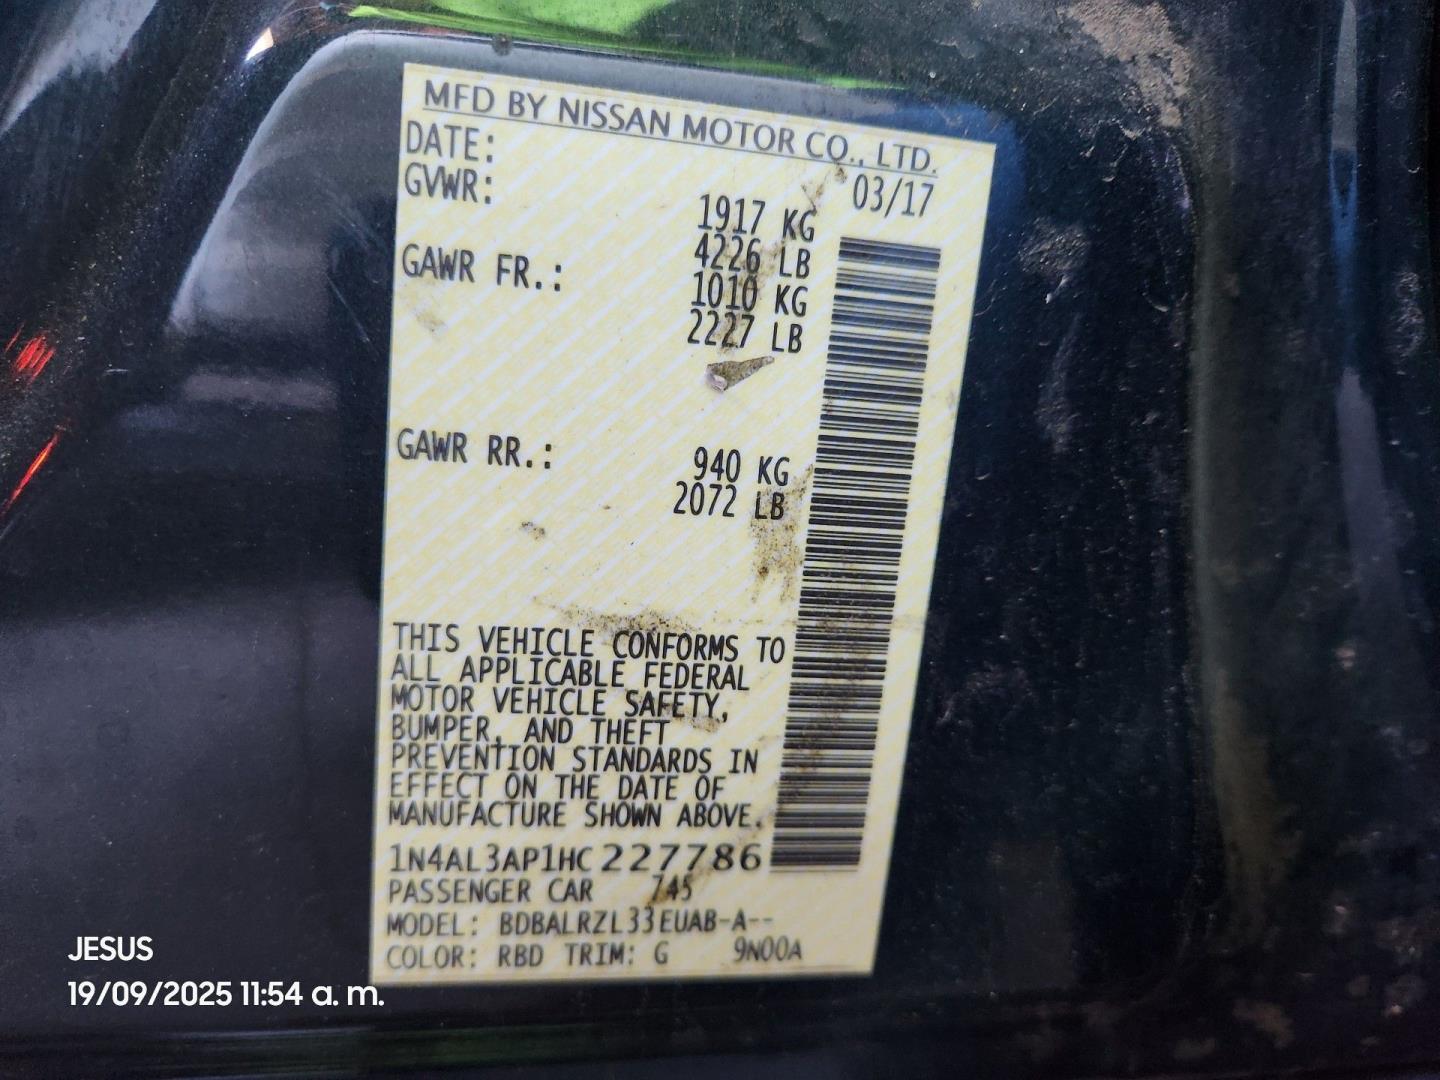 MFD BY NISSAN MOTOR CO., LTD.
DATE: 03/17
GVWR: 1917 KG
4226 LB
GAWR FR.: 1010 KG
2227 LB
GAWR RR.: 940 KG
2072 LB
THIS VEHICLE CONFORMS TO
ALL APPLICABLE FEDERAL
MOTOR VEHICLE SAFETY,
BUMPER, AND THEFT
PREVENTION STANDARDS IN
EFFECT ON THE DATE OF
MANUFACTURE SHOWN ABOVE.
1N4AL3AP1HC227786
PASSENGER CAR 745
MODEL: BDBALRZL33EUAB-A--
COLOR: RBD TRIM: G 9N00A
JESUS
19/09/2025 11:54 a. m.